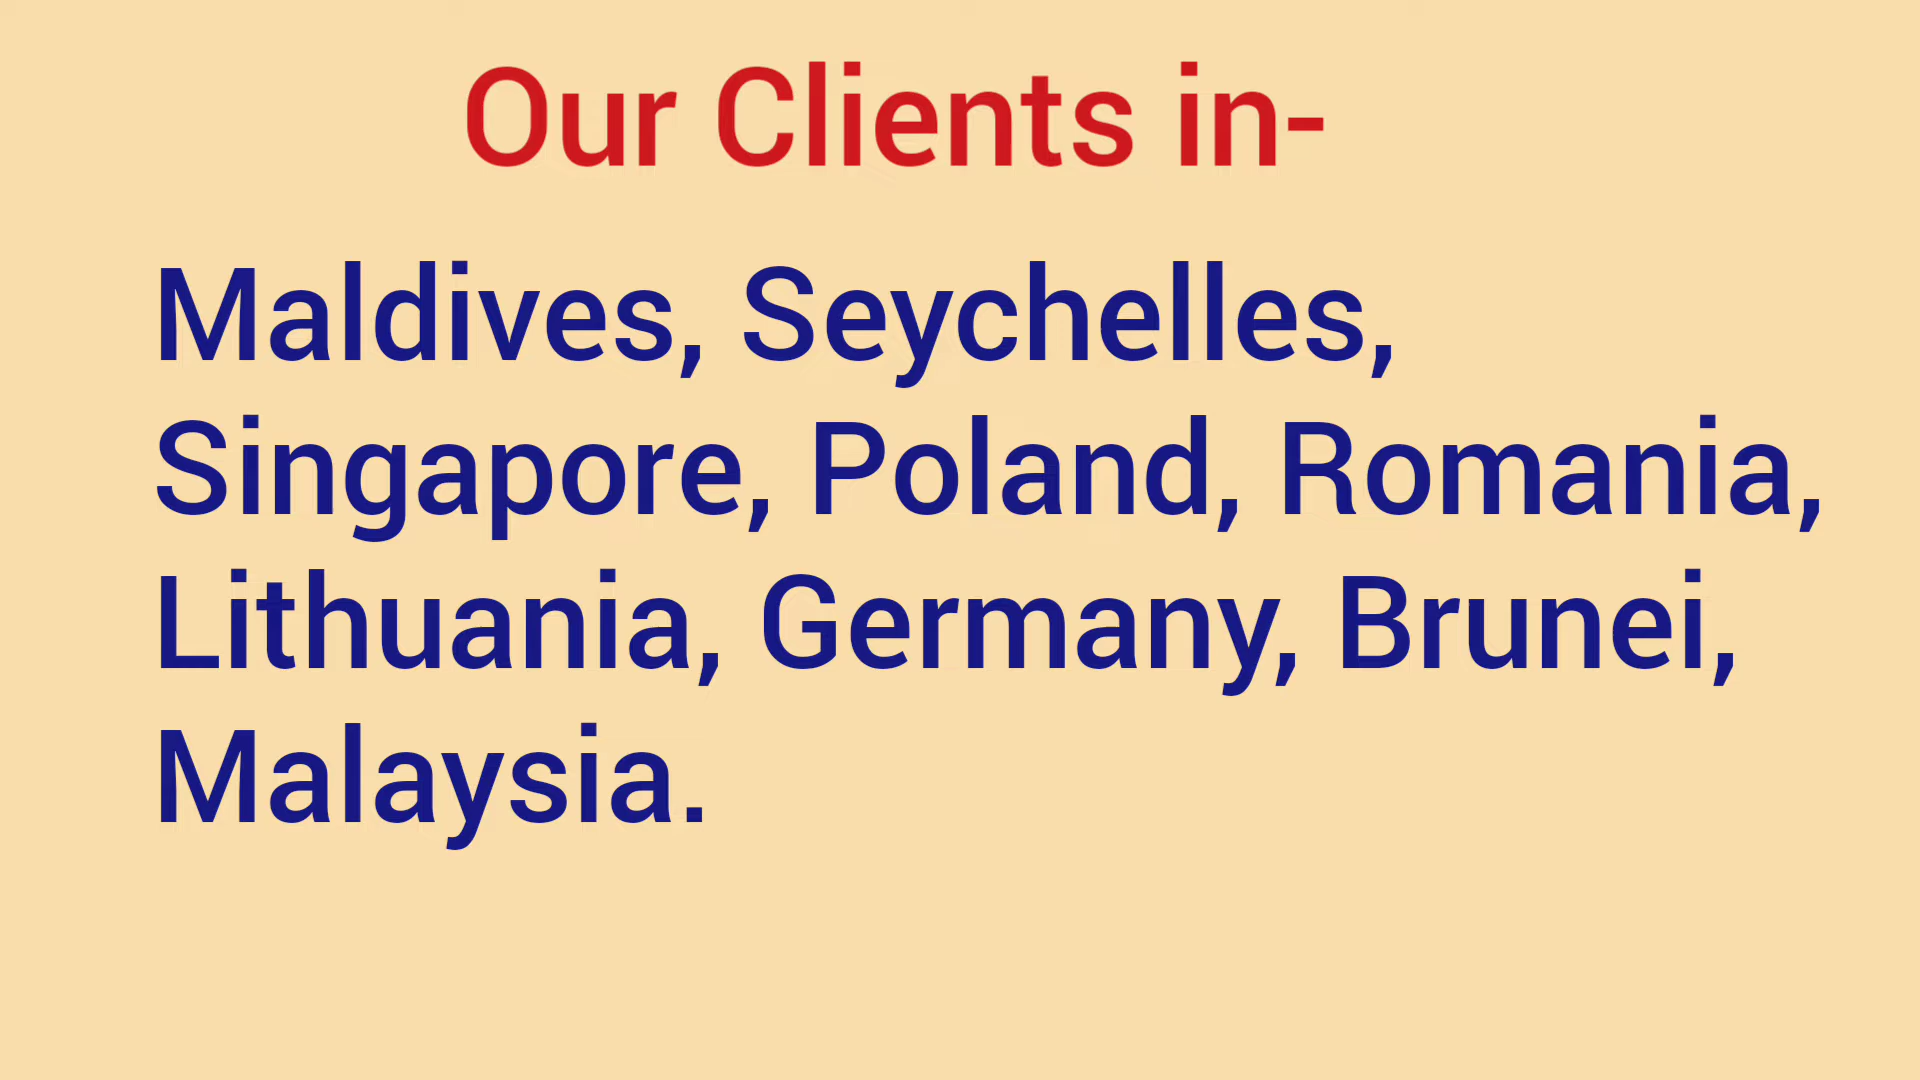 Our Clients in-
Maldives, Seychelles,
Singapore, Poland, Romania,
Lithuania, Germany, Brunei,
Malaysia.